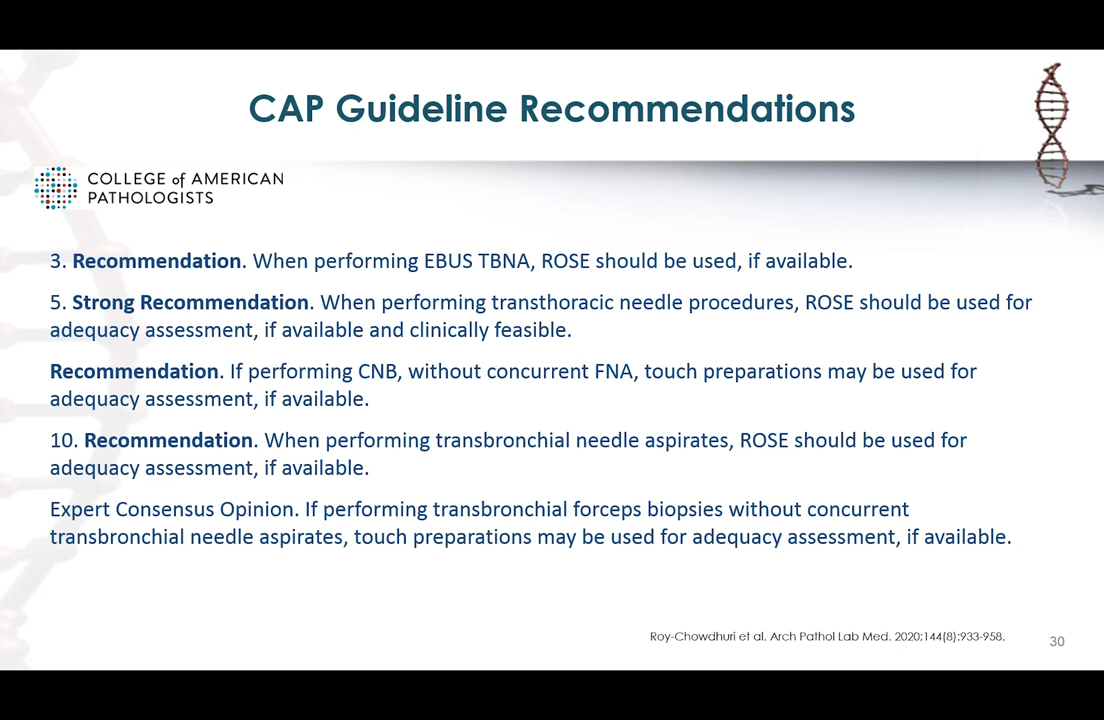 CAP Guideline Recommendations
COLLEGE of AMERICAN
PATHOLOGISTS
3. Recommendation. When performing EBUS TBNA, ROSE should be used, if available.
5. Strong Recommendation. When performing transthoracic needle procedures, ROSE should be used for
adequacy assessment, if available and clinically feasible.
Recommendation. If performing CNB, without concurrent FNA, touch preparations may be used for
adequacy assessment, if available.
10. Recommendation. When performing transbronchial needle aspirates, ROSE should be used for
adequacy assessment, if available.
Expert Consensus Opinion. If performing transbronchial forceps biopsies without concurrent
transbronchial needle aspirates, touch preparations may be used for adequacy assessment, if available.
Roy-Chowdhuri et al. Arch Pathol Lab Med. 2020;144(8):933-958.
30